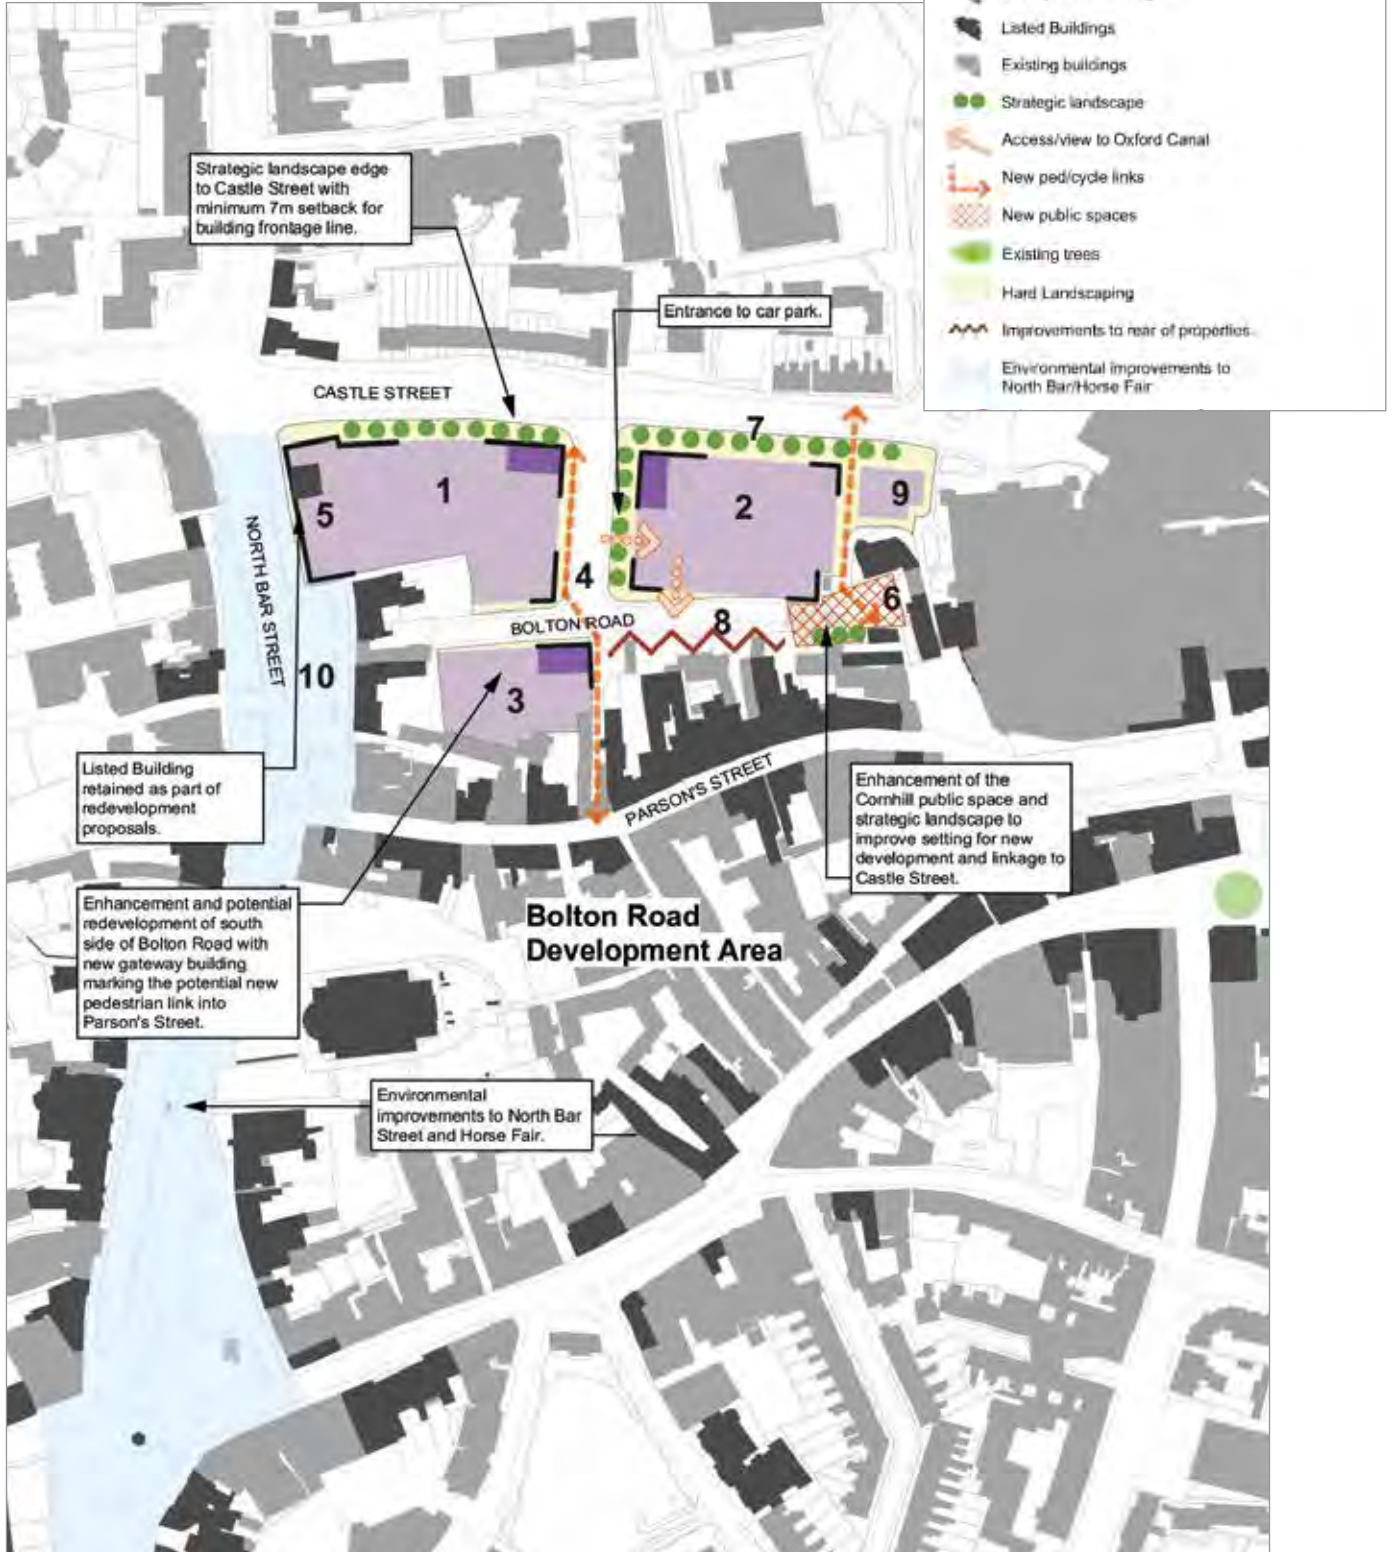 Listed Buildings
Existing buildings
Strategic landscape
Access/view to Oxford Canal
New ped/cycle links
New public spaces
Existing trees
Hard Landscaping
Improvements to rear of properties
Environmental improvements to
North Bar/Horse Fair
Strategic landscape edge
to Castle Street with
minimum 7m setback for
building frontage line.
Entrance to car park.
CASTLE STREET
7
1
2
9
5
4
6
NORTH BAR STREET
BOLTON ROAD
8
10
3
Listed Building
retained as part of
redevelopment
proposals.
PARSON'S STREET
Enhancement of the
Cornhill public space and
strategic landscape to
improve setting for new
development and linkage to
Castle Street.
Enhancement and potential
redevelopment of south
side of Bolton Road with
new gateway building
marking the potential new
pedestrian link into
Parson's Street.
Bolton Road
Development Area
Environmental
improvements to North Bar
Street and Horse Fair.